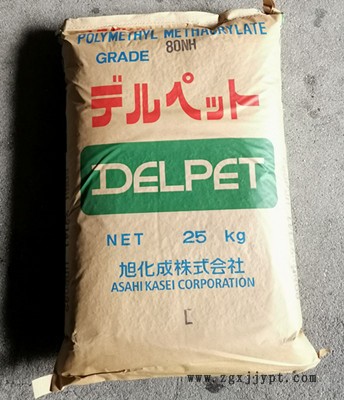 POLYMETHYL METHACRYLATE
GRADE 80NH
デルペット
DELPET
NET 25 kg
旭化成株式会社
ASAHI KASEI CORPORATION
L
www.zgxjjypt.com